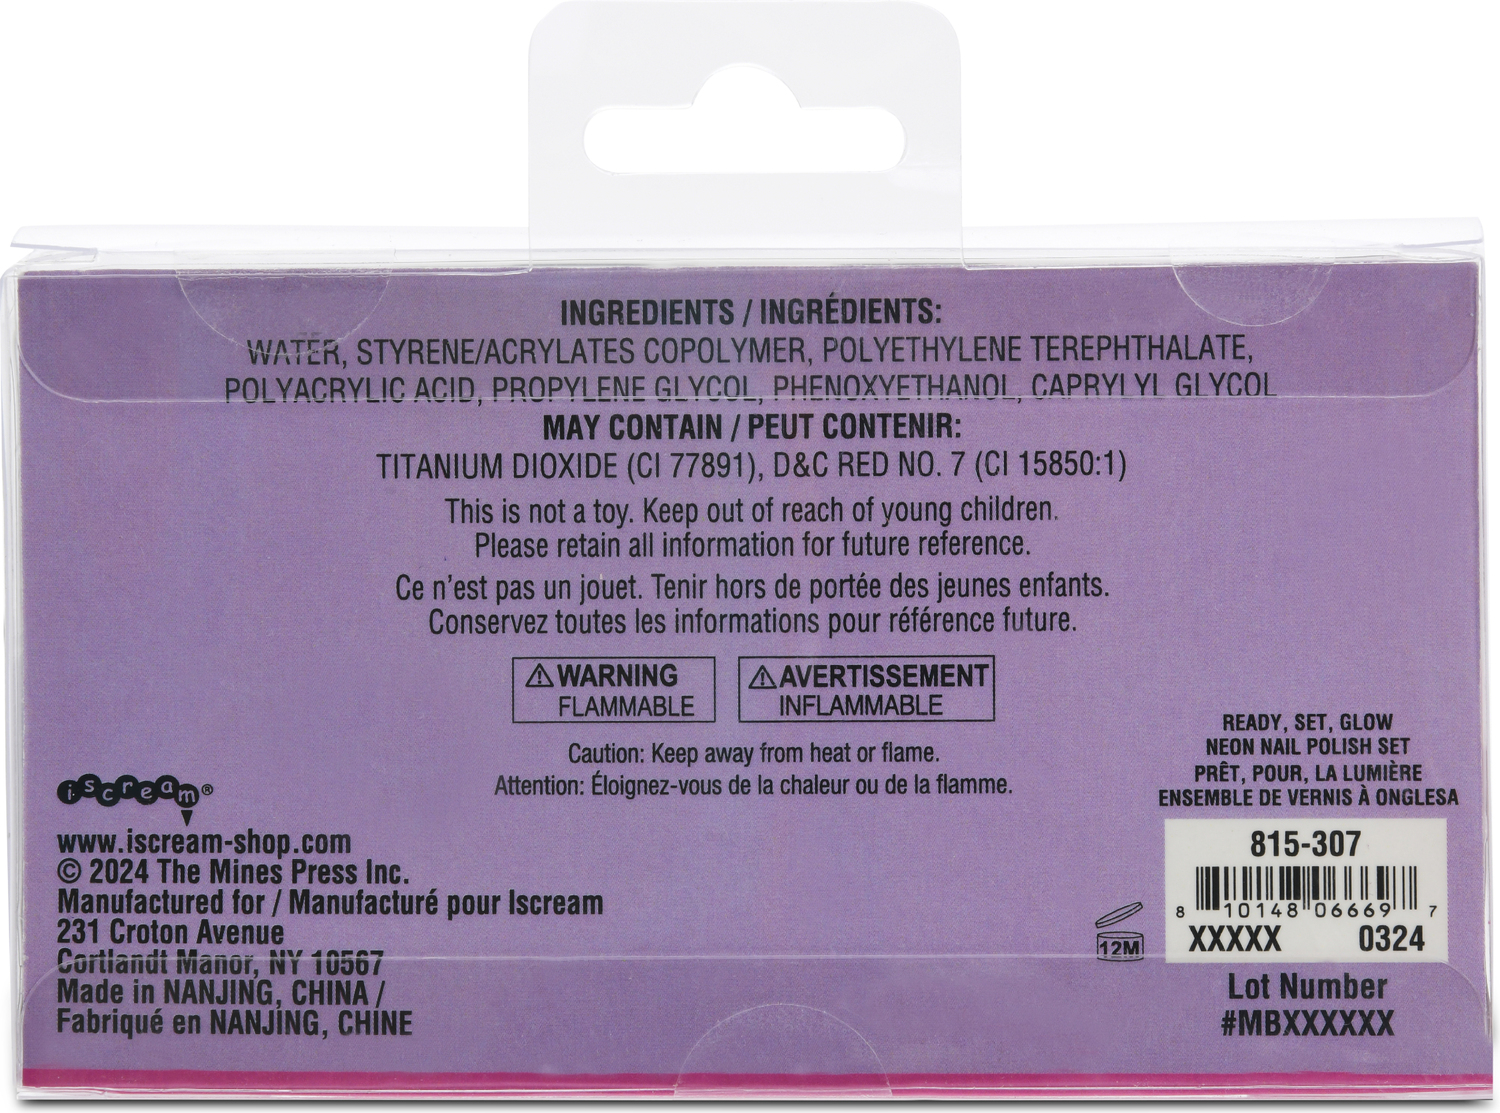 INGREDIENTS / INGRÉDIENTS:
WATER, STYRENE/ACRYLATES COPOLYMER, POLYETHYLENE TEREPHTHALATE,
POLYACRYLIC ACID, PROPYLENE GLYCOL, PHENOXYETHANOL, CAPRYLYL GLYCOL
MAY CONTAIN / PEUT CONTENIR:
TITANIUM DIOXIDE (CI 77891), D&C RED NO. 7 (CI 15850:1)
This is not a toy. Keep out of reach of young children.
Please retain all information for future reference.
Ce n'est pas un jouet. Tenir hors de portée des jeunes enfants.
Conservez toutes les informations pour référence future.
⚠WARNING
FLAMMABLE
⚠AVERTISSEMENT
INFLAMMABLE
Caution: Keep away from heat or flame.
Attention: Éloignez-vous de la chaleur ou de la flamme.
i.scream®
www.iscream-shop.com
© 2024 The Mines Press Inc.
Manufactured for / Manufacturé pour Iscream
231 Croton Avenue
Cortlandt Manor, NY 10567
Made in NANJING, CHINA /
Fabriqué en NANJING, CHINE
12M
READY, SET, GLOW
NEON NAIL POLISH SET
PRÊT, POUR, LA LUMIÈRE
ENSEMBLE DE VERNIS À ONGLESA
815-307
8 10148 06669 7
XXXXX 0324
Lot Number
#MBXXXXXX